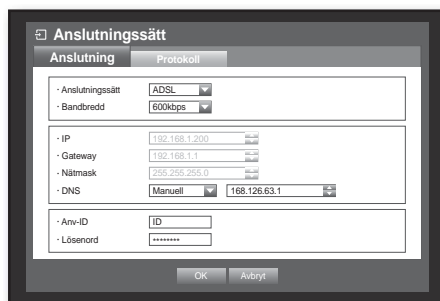 Anslutningssätt
Anslutning Protokoll
· Anslutningssätt ADSL
· Bandbredd 600kbps
· IP 192.168.1.200
· Gateway 192.168.1.1
· Nätmask 255.255.255.0
· DNS Manuell 168.126.63.1
· Anv-ID ID
· Lösenord ********
OK Avbryt